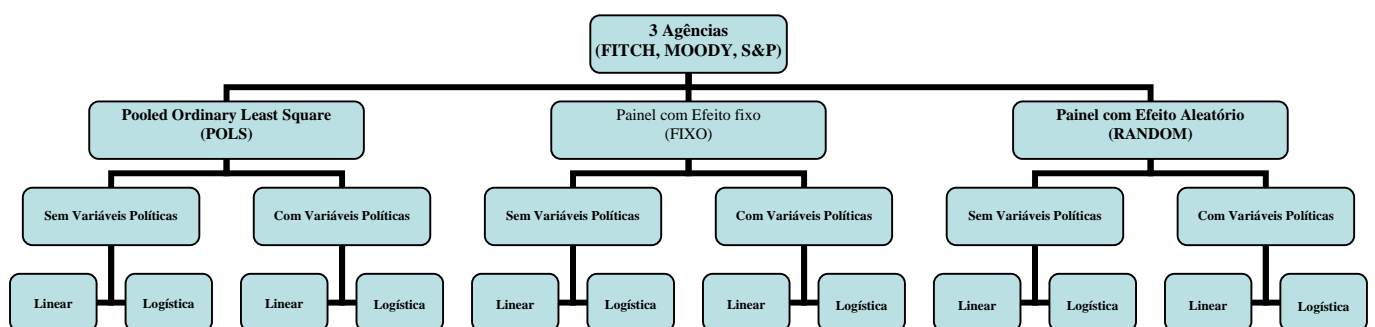 3 Agências
(FITCH, MOODY, S&P)
Pooled Ordinary Least Square
(POLS)
Painel com Efeito fixo
(FIXO)
Painel com Efeito Aleatório
(RANDOM)
Sem Variáveis Políticas
Com Variáveis Políticas
Sem Variáveis Políticas
Com Variáveis Políticas
Sem Variáveis Políticas
Com Variáveis Políticas
Linear
Logística
Linear
Logística
Linear
Logística
Linear
Logística
Linear
Logística
Linear
Logística